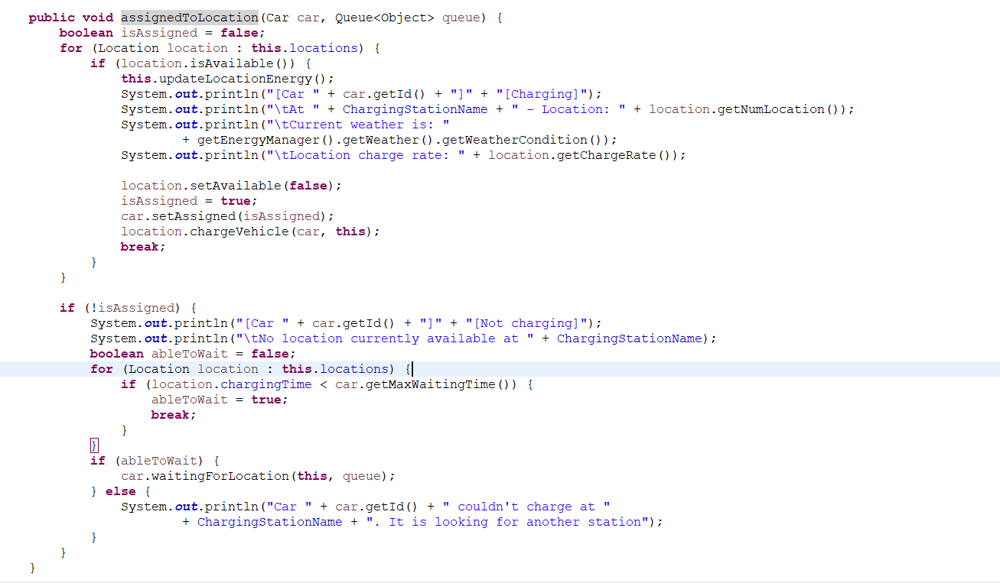 public void assignedToLocation(Car car, Queue<Object> queue) {
    boolean isAssigned = false;
    for (Location location : this.locations) {
        if (location.isAvailable()) {
            this.updateLocationEnergy();
            System.out.println("[Car " + car.getId() + "]" + "[Charging]");
            System.out.println("\tAt " + ChargingStationName + " - Location: " + location.getNumLocation());
            System.out.println("\tCurrent weather is: "
                    + getEnergyManager().getWeather().getWeatherCondition());
            System.out.println("\tLocation charge rate: " + location.getChargeRate());

            location.setAvailable(false);
            isAssigned = true;
            car.setAssigned(isAssigned);
            location.chargeVehicle(car, this);
            break;
        }
    }

    if (!isAssigned) {
        System.out.println("[Car " + car.getId() + "]" + "[Not charging]");
        System.out.println("\tNo location currently available at " + ChargingStationName);
        boolean ableToWait = false;
        for (Location location : this.locations) {
            if (location.chargingTime < car.getMaxWaitingTime()) {
                ableToWait = true;
                break;
            }
        }
        if (ableToWait) {
            car.waitingForLocation(this, queue);
        } else {
            System.out.println("Car " + car.getId() + " couldn't charge at "
                    + ChargingStationName + ". It is looking for another station");
        }
    }
}